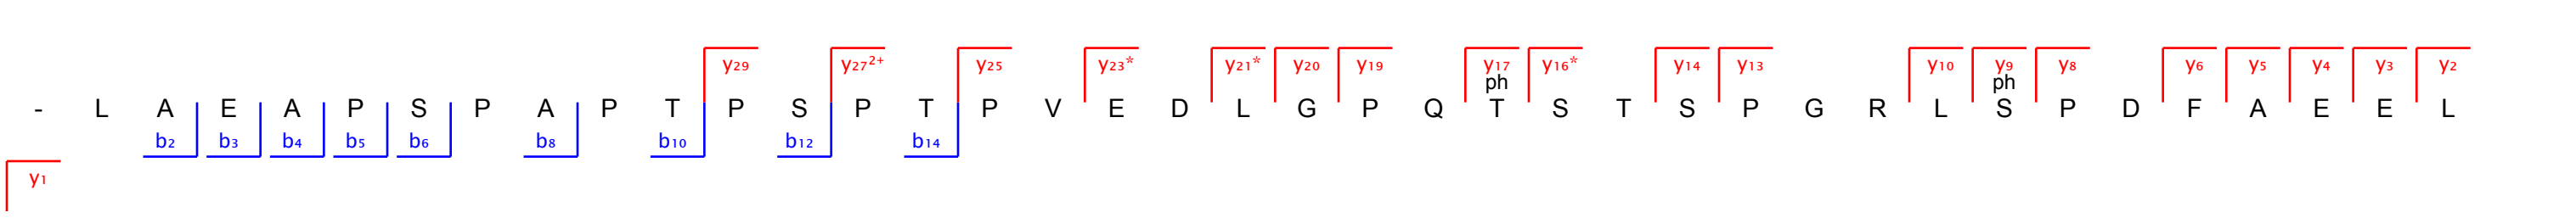 y29 y27²⁺ y25 y23* y21* y20 y19 y17 y16* y14 y13 y10 y9 y8 y6 y5 y4 y3 y2
ph ph
- L A E A P S P A P T P S P T P V E D L G P Q T S T S P G R L S P D F A E E L
b2 b3 b4 b5 b6 b8 b10 b12 b14
y1